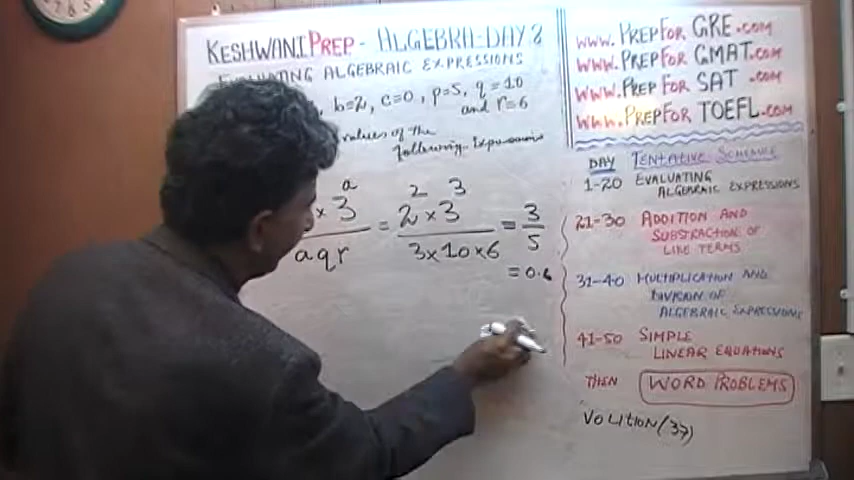 KESHWANI PREP - ALGEBRA - DAY 8
EVALUATING ALGEBRAIC EXPRESSIONS
b=2, c=0, p=5, q=10
and r=6
values of the
following Expressions
a
× 3
aqr
=
2 3
2 × 3
3×10×6
= 3/5
= 0.6
www.PREPFOR GRE.com
www.PREPFOR GMAT.com
www.PREPFOR SAT.com
www.PREPFOR TOEFL.com
DAY TENTATIVE SCHEDULE
1-20 EVALUATING
ALGEBRAIC EXPRESSIONS
21-30 ADDITION AND
SUBSTRACTION OF
LIKE TERMS
31-40 MULTIPLICATION AND
DIVISION OF
ALGEBRAIC EXPRESSIONS
41-50 SIMPLE
LINEAR EQUATIONS
THEN WORD PROBLEMS
VOLITION (37)